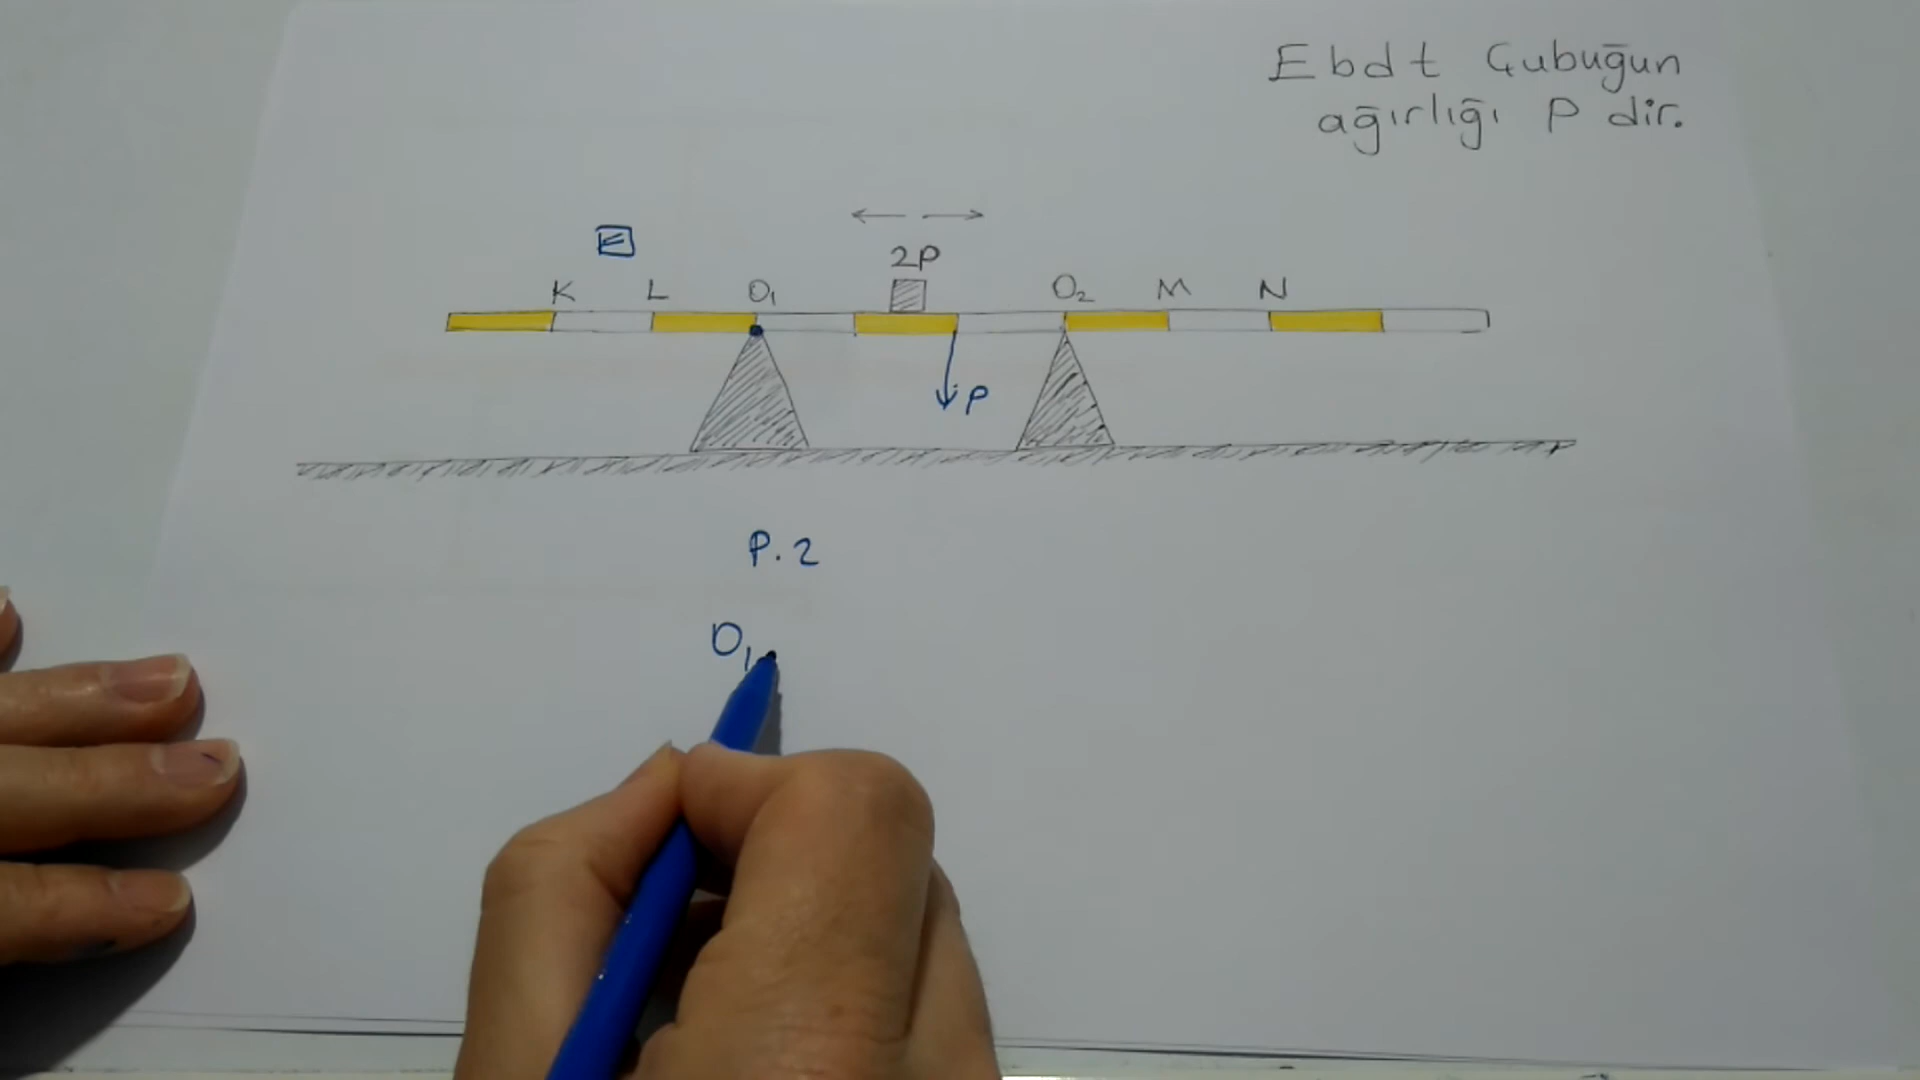 Ebdt Çubuğun
ağırlığı P dir.
2P
K L O₁ O₂ M N
P
P.2
O₁